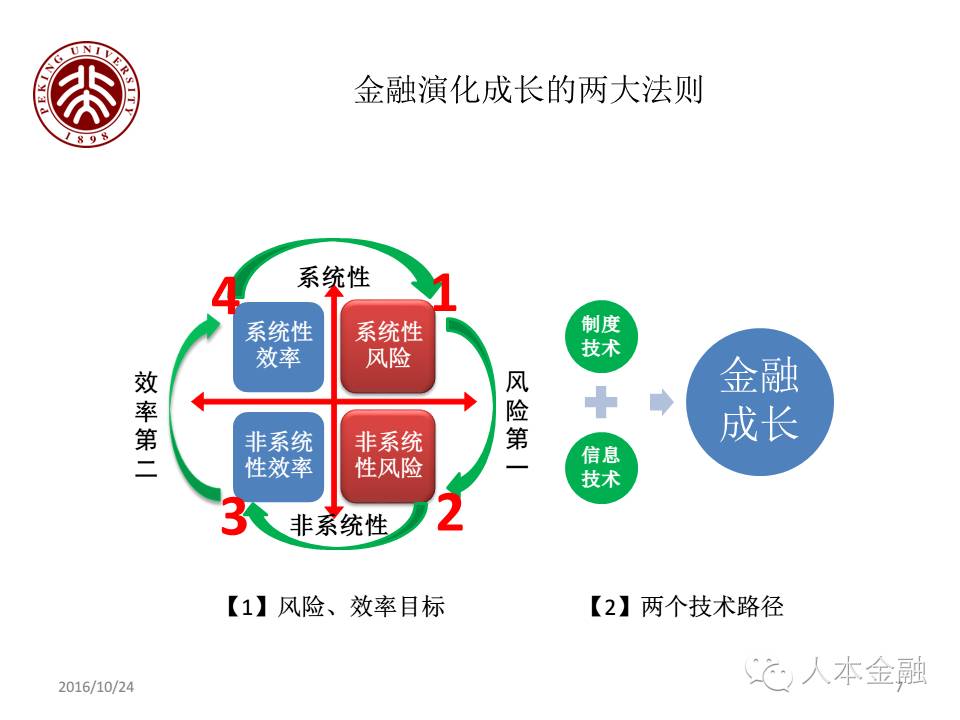 PEKING UNIVERSITY
1898
金融演化成长的两大法则
系统性
4
1
系统性
效率
系统性
风险
效率第二
风险第一
非系统
性效率
非系统
性风险
3
2
非系统性
制度
技术
信息
技术
金融
成长
【1】风险、效率目标
【2】两个技术路径
人本金融
2016/10/24
7